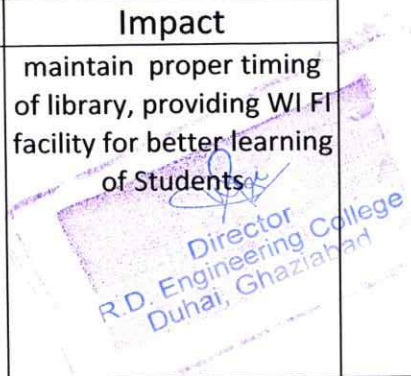 Impact
maintain proper timing
of library, providing WI FI
facility for better learning
of Students
Director
R.D. Engineering College
Duhai, Ghaziabad